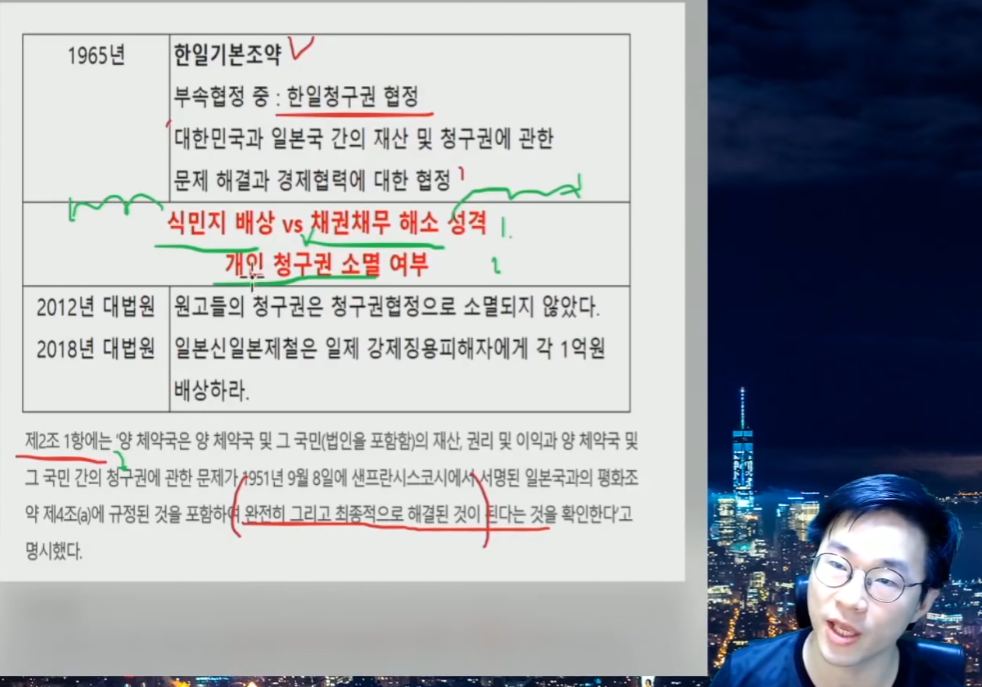 1965년
한일기본조약
부속협정 중 : 한일청구권 협정
대한민국과 일본국 간의 재산 및 청구권에 관한
문제 해결과 경제협력에 대한 협정
식민지 배상 vs 채권채무 해소 성격 1.
개인 청구권 소멸 여부 2
2012년 대법원
원고들의 청구권은 청구권협정으로 소멸되지 않았다.
2018년 대법원
일본신일본제철은 일제 강제징용피해자에게 각 1억원
배상하라.
제2조 1항에는 '양 체약국은 양 체약국 및 그 국민(법인을 포함함)의 재산, 권리 및 이익과 양 체약국 및
그 국민 간의 청구권에 관한 문제가 1951년 9월 8일에 샌프란시스코시에서 서명된 일본국과의 평화조
약 제4조(a)에 규정된 것을 포함하여 완전히 그리고 최종적으로 해결된 것이 된다는 것을 확인한다'고
명시했다.